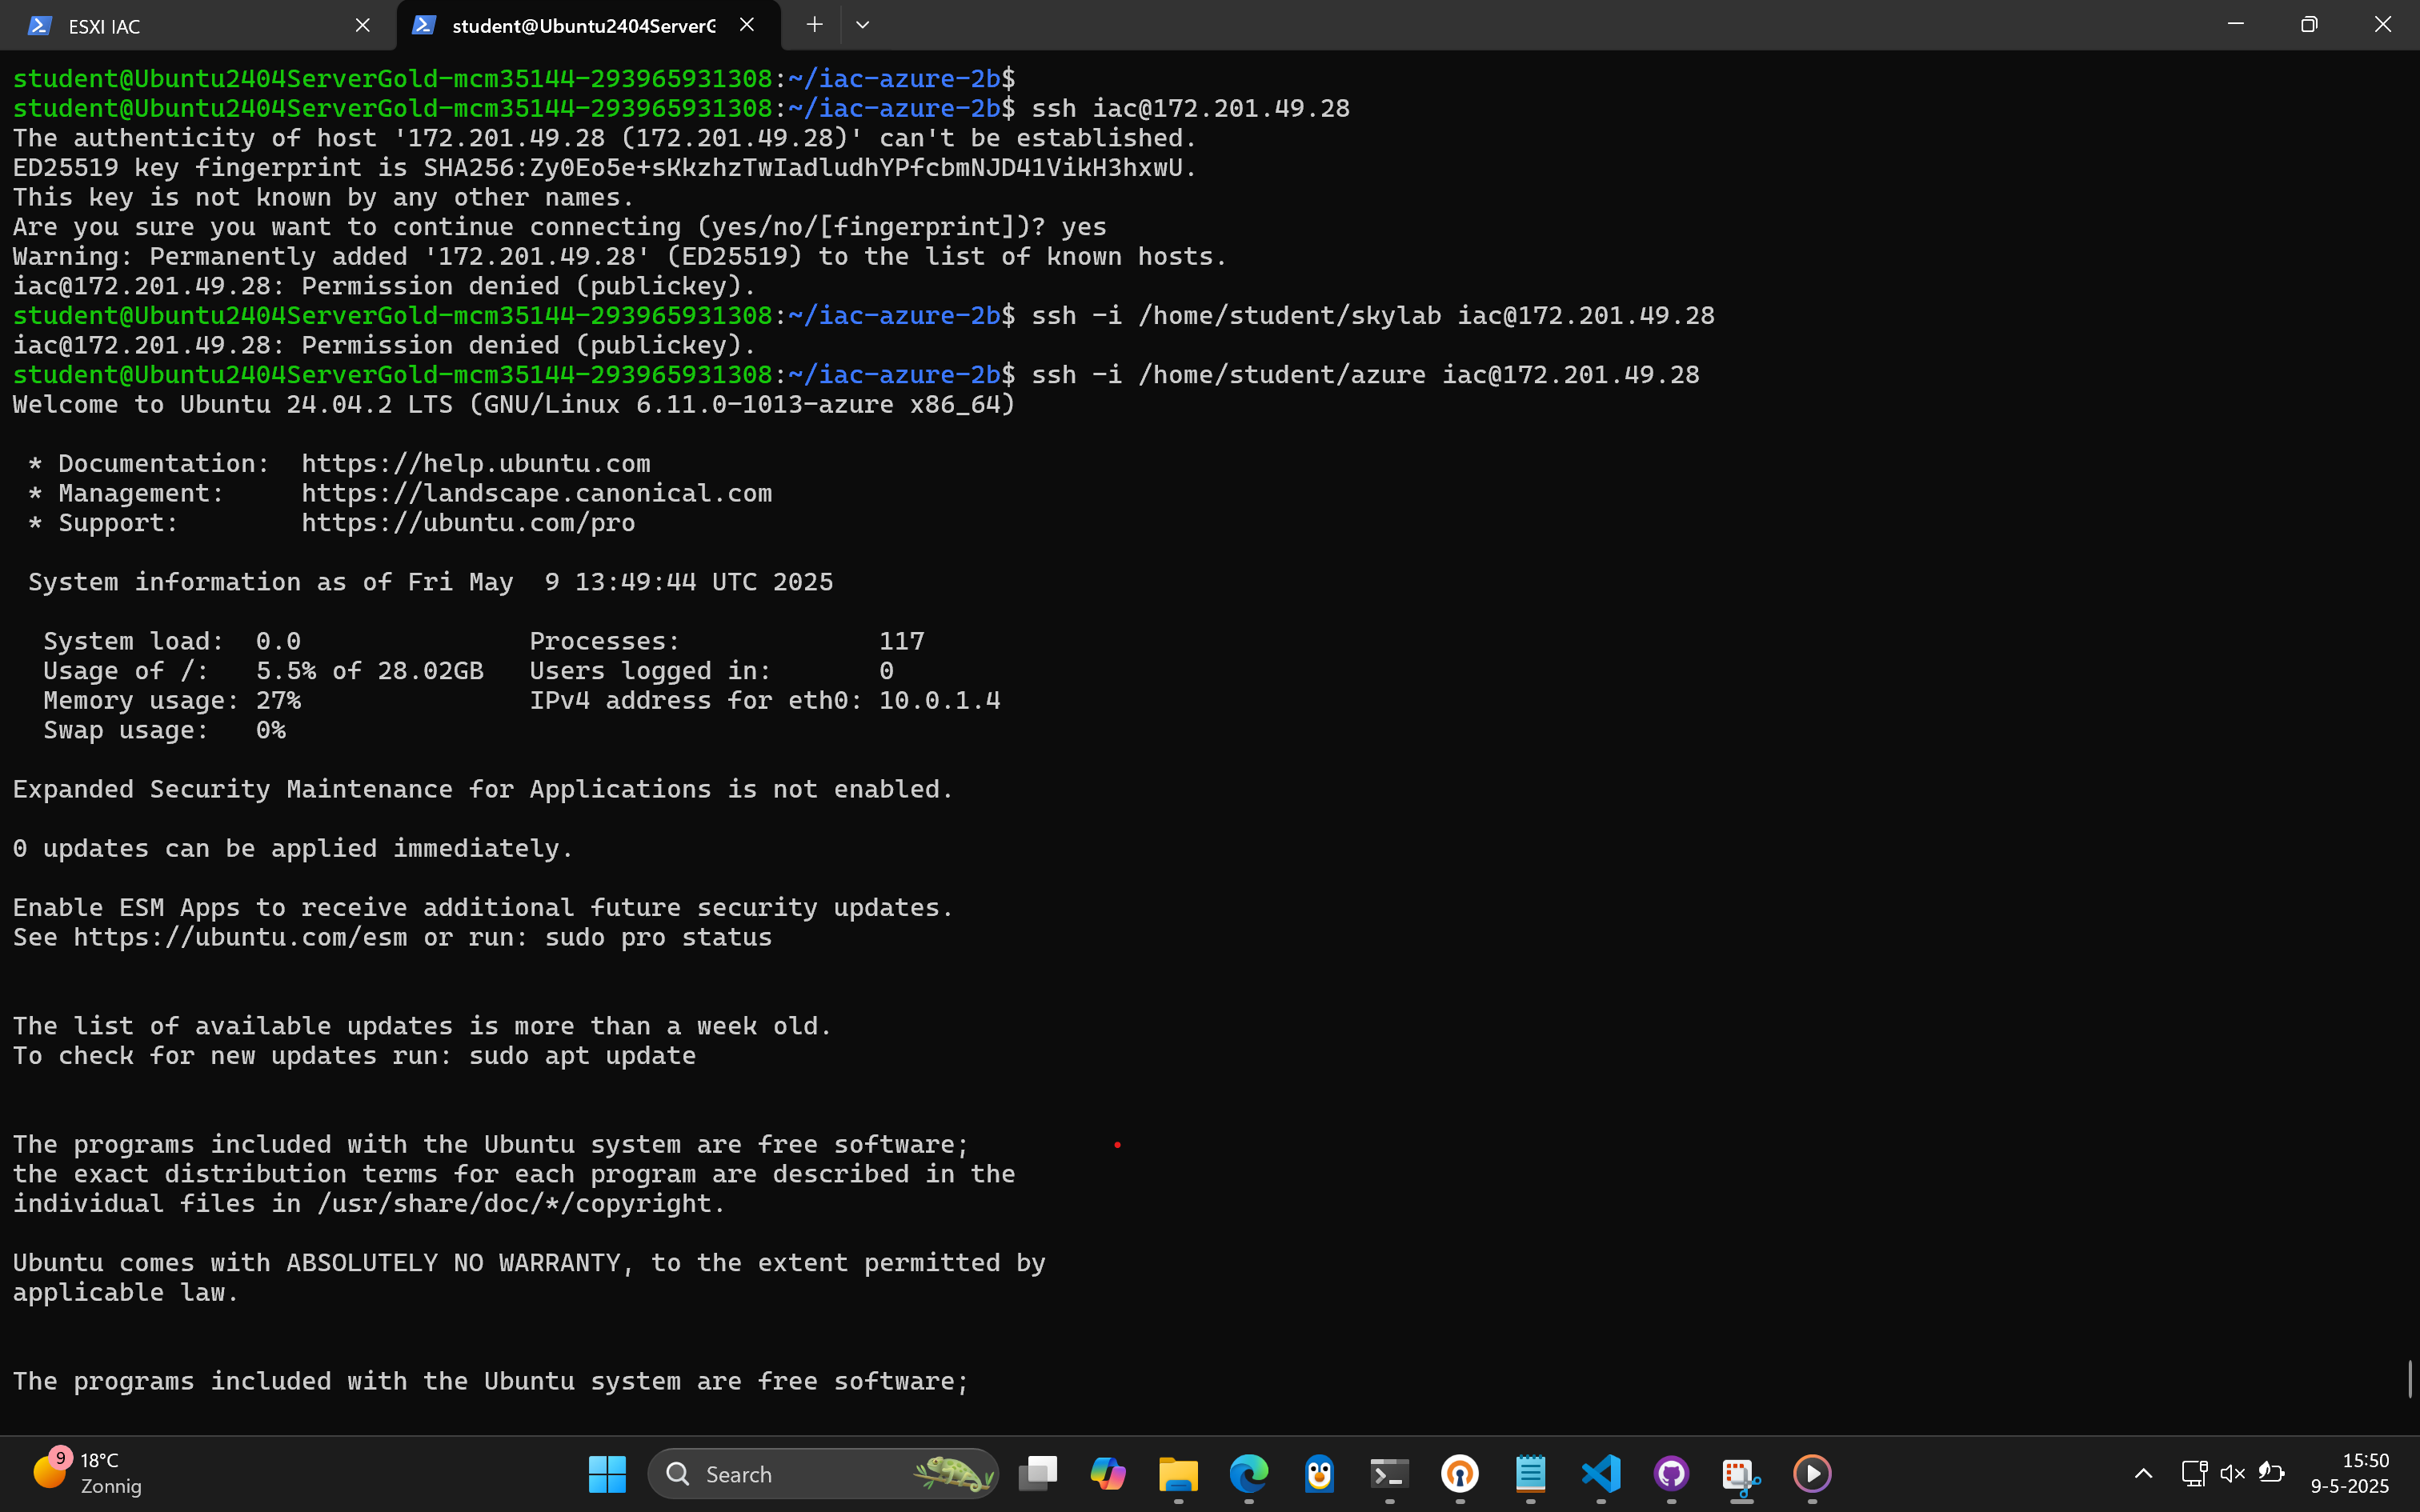 ESXI IAC
student@Ubuntu2404ServerG
student@Ubuntu2404ServerGold-mcm35144-293965931308:~/iac-azure-2b$
student@Ubuntu2404ServerGold-mcm35144-293965931308:~/iac-azure-2b$ ssh iac@172.201.49.28
The authenticity of host '172.201.49.28 (172.201.49.28)' can't be established.
ED25519 key fingerprint is SHA256:Zy0Eo5e+sKkzhzTwIadludhYPfcbmNJD41VikH3hxwU.
This key is not known by any other names.
Are you sure you want to continue connecting (yes/no/[fingerprint])? yes
Warning: Permanently added '172.201.49.28' (ED25519) to the list of known hosts.
iac@172.201.49.28: Permission denied (publickey).
student@Ubuntu2404ServerGold-mcm35144-293965931308:~/iac-azure-2b$ ssh -i /home/student/skylab iac@172.201.49.28
iac@172.201.49.28: Permission denied (publickey).
student@Ubuntu2404ServerGold-mcm35144-293965931308:~/iac-azure-2b$ ssh -i /home/student/azure iac@172.201.49.28
Welcome to Ubuntu 24.04.2 LTS (GNU/Linux 6.11.0-1013-azure x86_64)
* Documentation:  https://help.ubuntu.com
* Management:     https://landscape.canonical.com
* Support:        https://ubuntu.com/pro
System information as of Fri May  9 13:49:44 UTC 2025
System load:  0.0               Processes:             117
Usage of /:   5.5% of 28.02GB   Users logged in:       0
Memory usage: 27%               IPv4 address for eth0: 10.0.1.4
Swap usage:   0%
Expanded Security Maintenance for Applications is not enabled.
0 updates can be applied immediately.
Enable ESM Apps to receive additional future security updates.
See https://ubuntu.com/esm or run: sudo pro status
The list of available updates is more than a week old.
To check for new updates run: sudo apt update
The programs included with the Ubuntu system are free software;
the exact distribution terms for each program are described in the
individual files in /usr/share/doc/*/copyright.
Ubuntu comes with ABSOLUTELY NO WARRANTY, to the extent permitted by
applicable law.
The programs included with the Ubuntu system are free software;
9
18°C
Zonnig
Search
15:50
9-5-2025